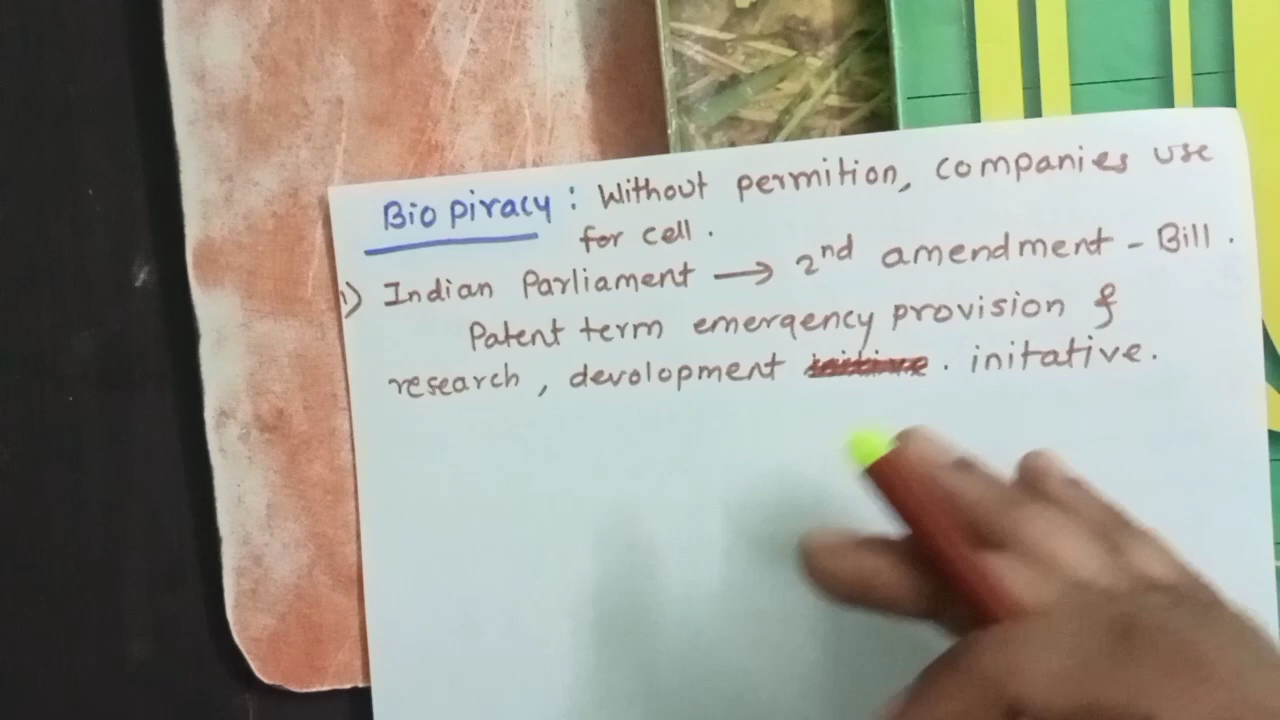 Bio piracy : Without permition, companies use
for cell.
1) Indian Parliament → 2nd amendment - Bill.
Patent term emergency provision &
research, devolopment . initative.